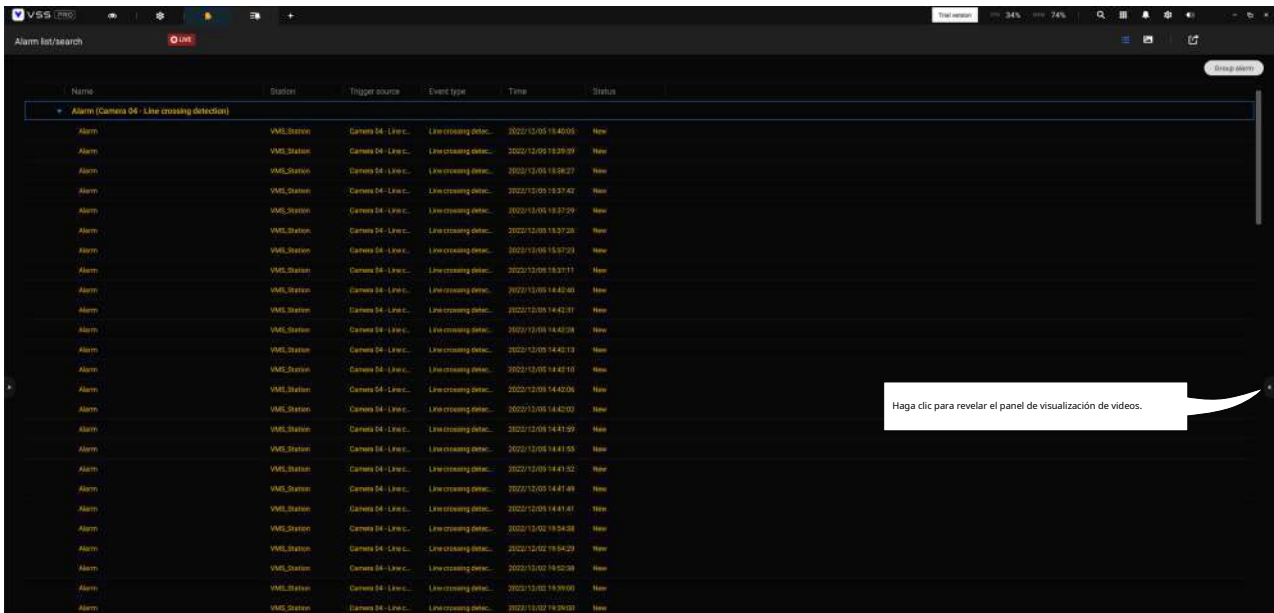 VSS PRO Trial version 34% 74%
Alarm list/search LIVE
Group alarm
Name Station Trigger source Event type Time Status
Alarm (Camera 04 - Line crossing detection)
Alarm VMS_Station Camera 04 - Line c... Line crossing detec... 2022/12/05 15:40:05 New
Alarm VMS_Station Camera 04 - Line c... Line crossing detec... 2022/12/05 15:39:59 New
Alarm VMS_Station Camera 04 - Line c... Line crossing detec... 2022/12/05 15:38:27 New
Alarm VMS_Station Camera 04 - Line c... Line crossing detec... 2022/12/05 15:37:42 New
Alarm VMS_Station Camera 04 - Line c... Line crossing detec... 2022/12/05 15:37:29 New
Alarm VMS_Station Camera 04 - Line c... Line crossing detec... 2022/12/05 15:37:26 New
Alarm VMS_Station Camera 04 - Line c... Line crossing detec... 2022/12/05 15:37:23 New
Alarm VMS_Station Camera 04 - Line c... Line crossing detec... 2022/12/05 15:37:11 New
Alarm VMS_Station Camera 04 - Line c... Line crossing detec... 2022/12/05 14:42:40 New
Alarm VMS_Station Camera 04 - Line c... Line crossing detec... 2022/12/05 14:42:31 New
Alarm VMS_Station Camera 04 - Line c... Line crossing detec... 2022/12/05 14:42:28 New
Alarm VMS_Station Camera 04 - Line c... Line crossing detec... 2022/12/05 14:42:13 New
Alarm VMS_Station Camera 04 - Line c... Line crossing detec... 2022/12/05 14:42:10 New
Alarm VMS_Station Camera 04 - Line c... Line crossing detec... 2022/12/05 14:42:06 New
Haga clic para revelar el panel de visualización de videos.
Alarm VMS_Station Camera 04 - Line c... Line crossing detec... 2022/12/05 14:42:02 New
Alarm VMS_Station Camera 04 - Line c... Line crossing detec... 2022/12/05 14:41:59 New
Alarm VMS_Station Camera 04 - Line c... Line crossing detec... 2022/12/05 14:41:55 New
Alarm VMS_Station Camera 04 - Line c... Line crossing detec... 2022/12/05 14:41:52 New
Alarm VMS_Station Camera 04 - Line c... Line crossing detec... 2022/12/05 14:41:49 New
Alarm VMS_Station Camera 04 - Line c... Line crossing detec... 2022/12/05 14:41:41 New
Alarm VMS_Station Camera 04 - Line c... Line crossing detec... 2022/12/02 19:54:38 New
Alarm VMS_Station Camera 04 - Line c... Line crossing detec... 2022/12/02 19:54:29 New
Alarm VMS_Station Camera 04 - Line c... Line crossing detec... 2022/12/02 19:52:38 New
Alarm VMS_Station Camera 04 - Line c... Line crossing detec... 2022/12/02 19:39:00 New
Alarm VMS_Station Camera 04 - Line c... Line crossing detec... 2022/12/02 19:39:00 New